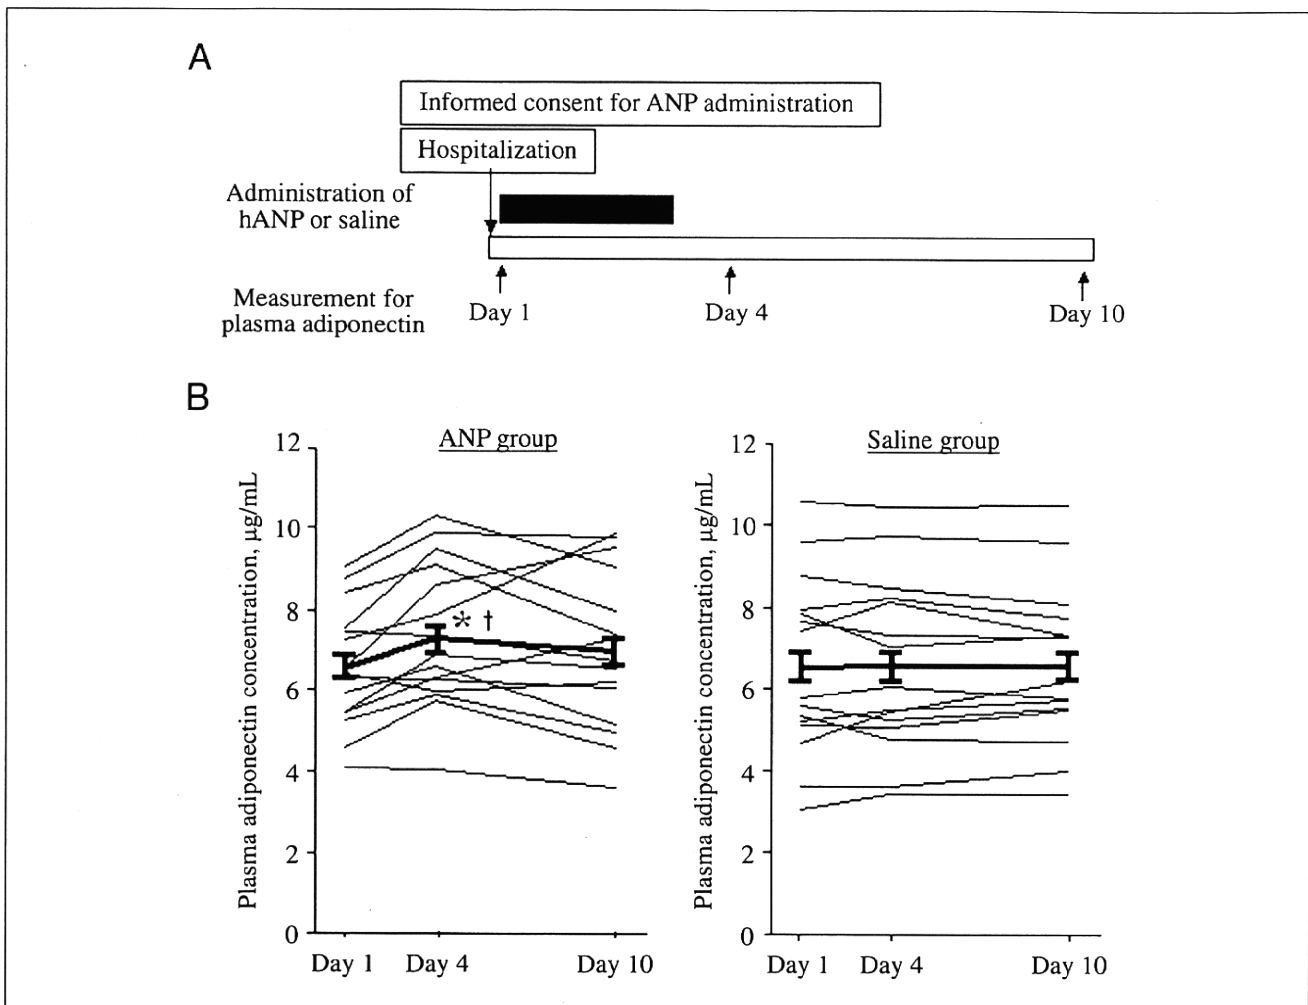 A
Informed consent for ANP administration
Hospitalization
Administration of
hANP or saline
Measurement for
plasma adiponectin
Day 1
Day 4
Day 10
B
ANP group
Plasma adiponectin concentration, μg/mL
12
10
8
6
4
2
0
* †
Day 1
Day 4
Day 10
Saline group
Plasma adiponectin concentration, μg/mL
12
10
8
6
4
2
0
Day 1
Day 4
Day 10